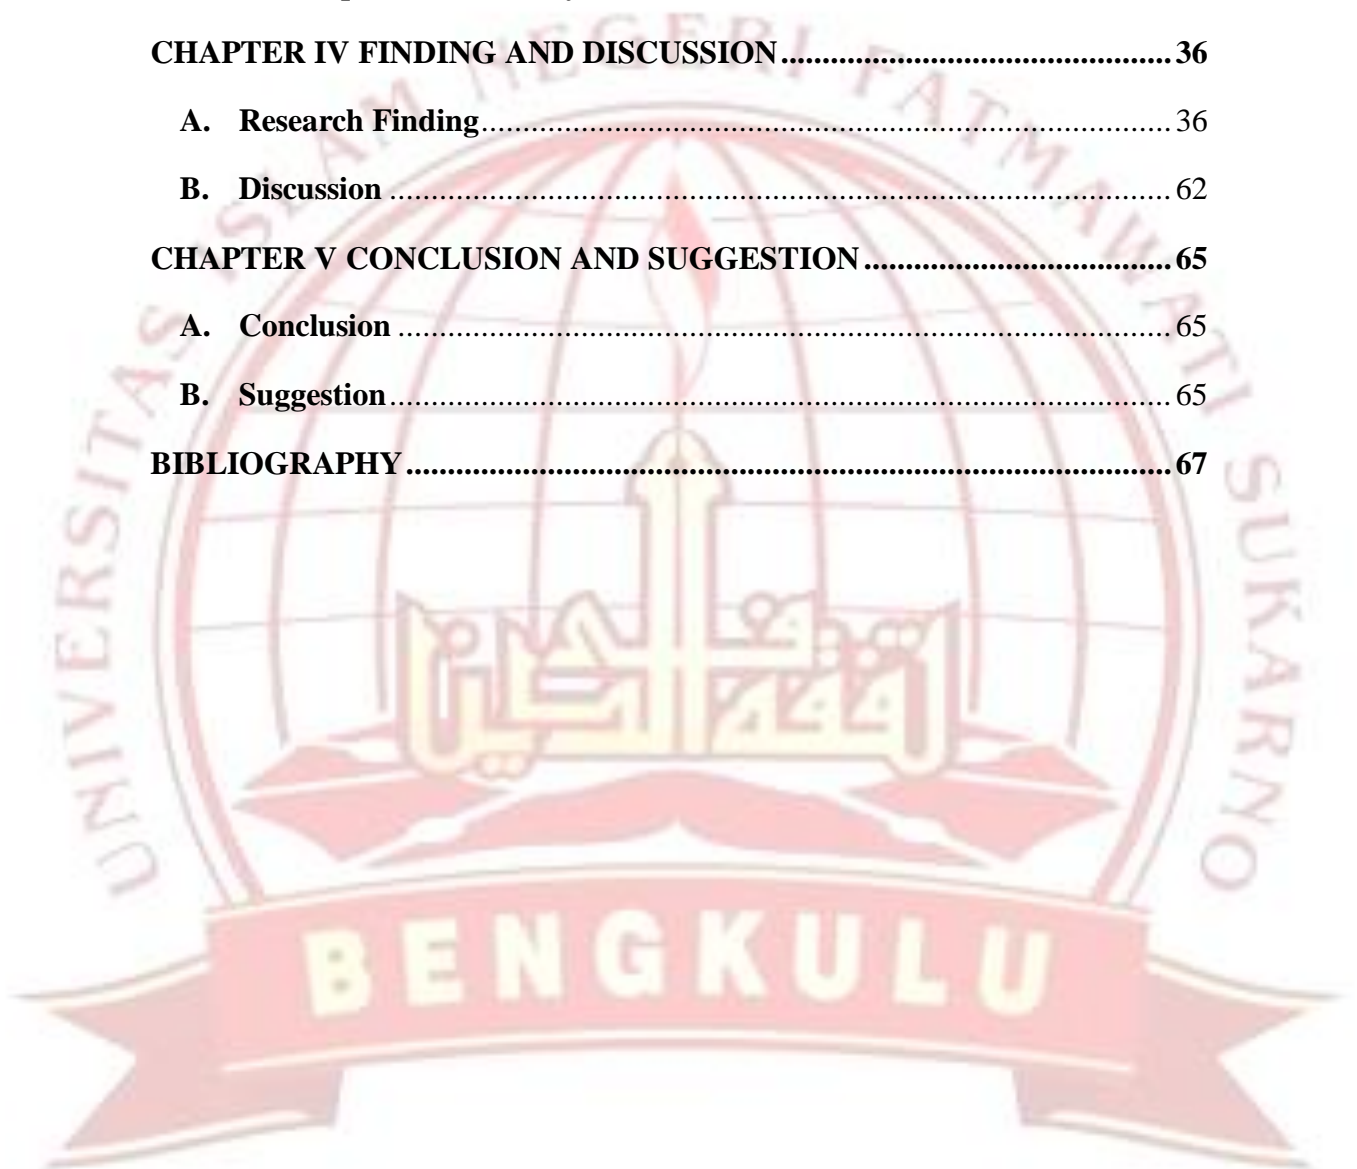 CHAPTER IV FINDING AND DISCUSSION ............................................... 36
A. Research Finding .................................................................................... 36
B. Discussion ............................................................................................... 62
CHAPTER V CONCLUSION AND SUGGESTION ..................................... 65
A. Conclusion .............................................................................................. 65
B. Suggestion ............................................................................................... 65
BIBLIOGRAPHY ............................................................................................. 67
UNIVERSITAS ISLAM NEGERI FATMAWATI SUKARNO
BENGKULU